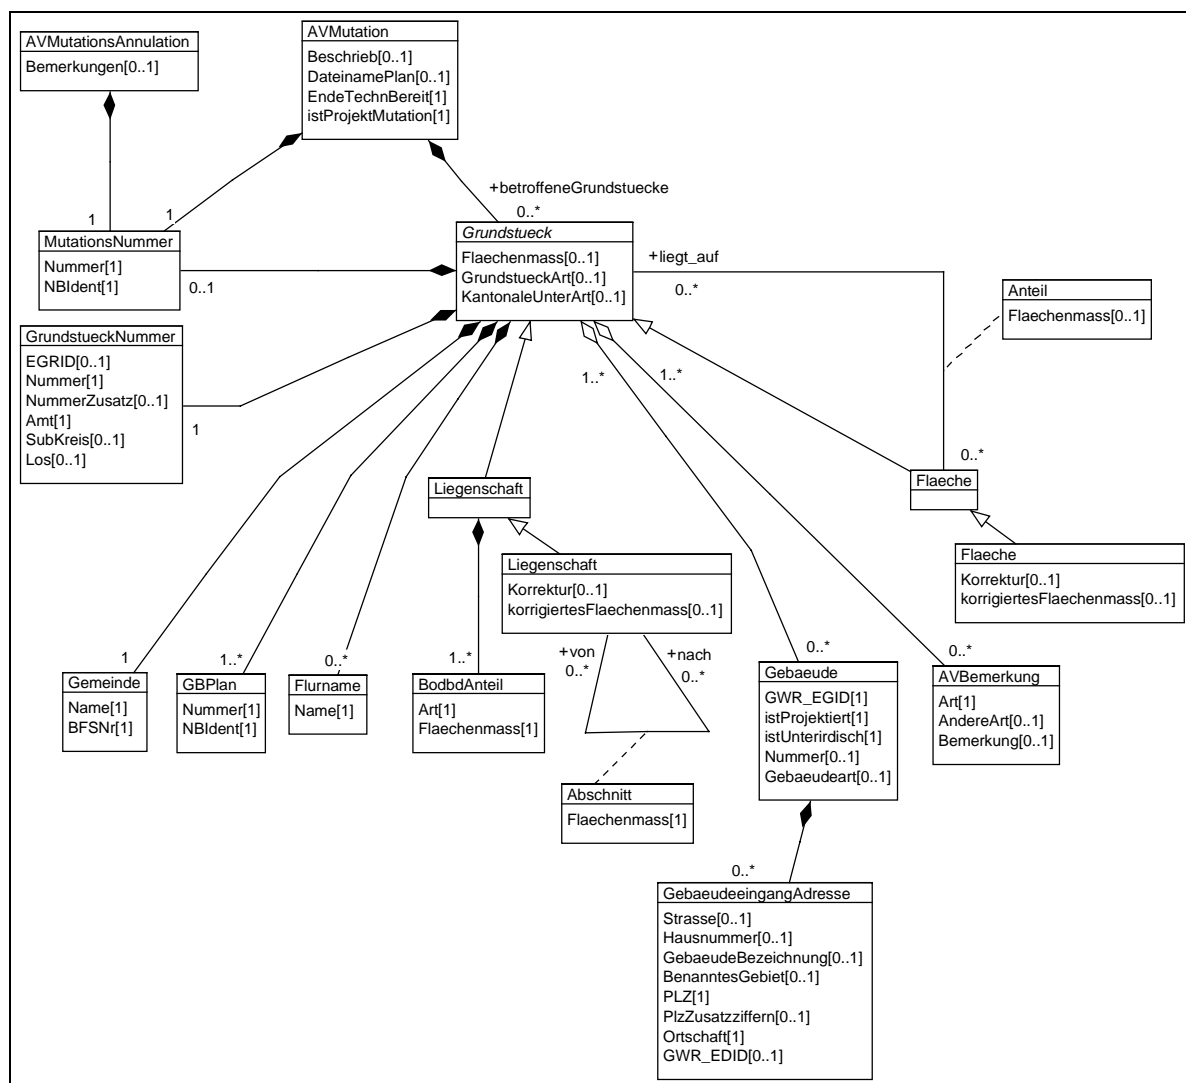 AVMutationsAnnulation
Bemerkungen[0..1]
AVMutation
Beschrieb[0..1]
DateinamePlan[0..1]
EndeTechnBereit[1]
istProjektMutation[1]
+betroffeneGrundstuecke
0..*
1
1
MutationsNummer
Nummer[1]
NBIdent[1]
0..1
Grundstueck
Flaechenmass[0..1]
GrundstueckArt[0..1]
KantonaleUnterArt[0..1]
+liegt_auf
0..*
Anteil
Flaechenmass[0..1]
GrundstueckNummer
EGRID[0..1]
Nummer[1]
NummerZusatz[0..1]
Amt[1]
SubKreis[0..1]
Los[0..1]
1
1..*
1..*
0..*
Liegenschaft
Flaeche
Liegenschaft
Korrektur[0..1]
korrigiertesFlaechenmass[0..1]
Flaeche
Korrektur[0..1]
korrigiertesFlaechenmass[0..1]
+von
0..*
+nach
0..*
1
1..*
0..*
1..*
0..*
0..*
Gemeinde
Name[1]
BFSNr[1]
GBPlan
Nummer[1]
NBIdent[1]
Flurname
Name[1]
BodbdAnteil
Art[1]
Flaechenmass[1]
Gebaeude
GWR_EGID[1]
istProjektiert[1]
istUnterirdisch[1]
Nummer[0..1]
Gebaeudeart[0..1]
AVBemerkung
Art[1]
AndereArt[0..1]
Bemerkung[0..1]
Abschnitt
Flaechenmass[1]
0..*
GebaeudeeingangAdresse
Strasse[0..1]
Hausnummer[0..1]
GebaeudeBezeichnung[0..1]
BenanntesGebiet[0..1]
PLZ[1]
PlzZusatzziffern[0..1]
Ortschaft[1]
GWR_EDID[0..1]